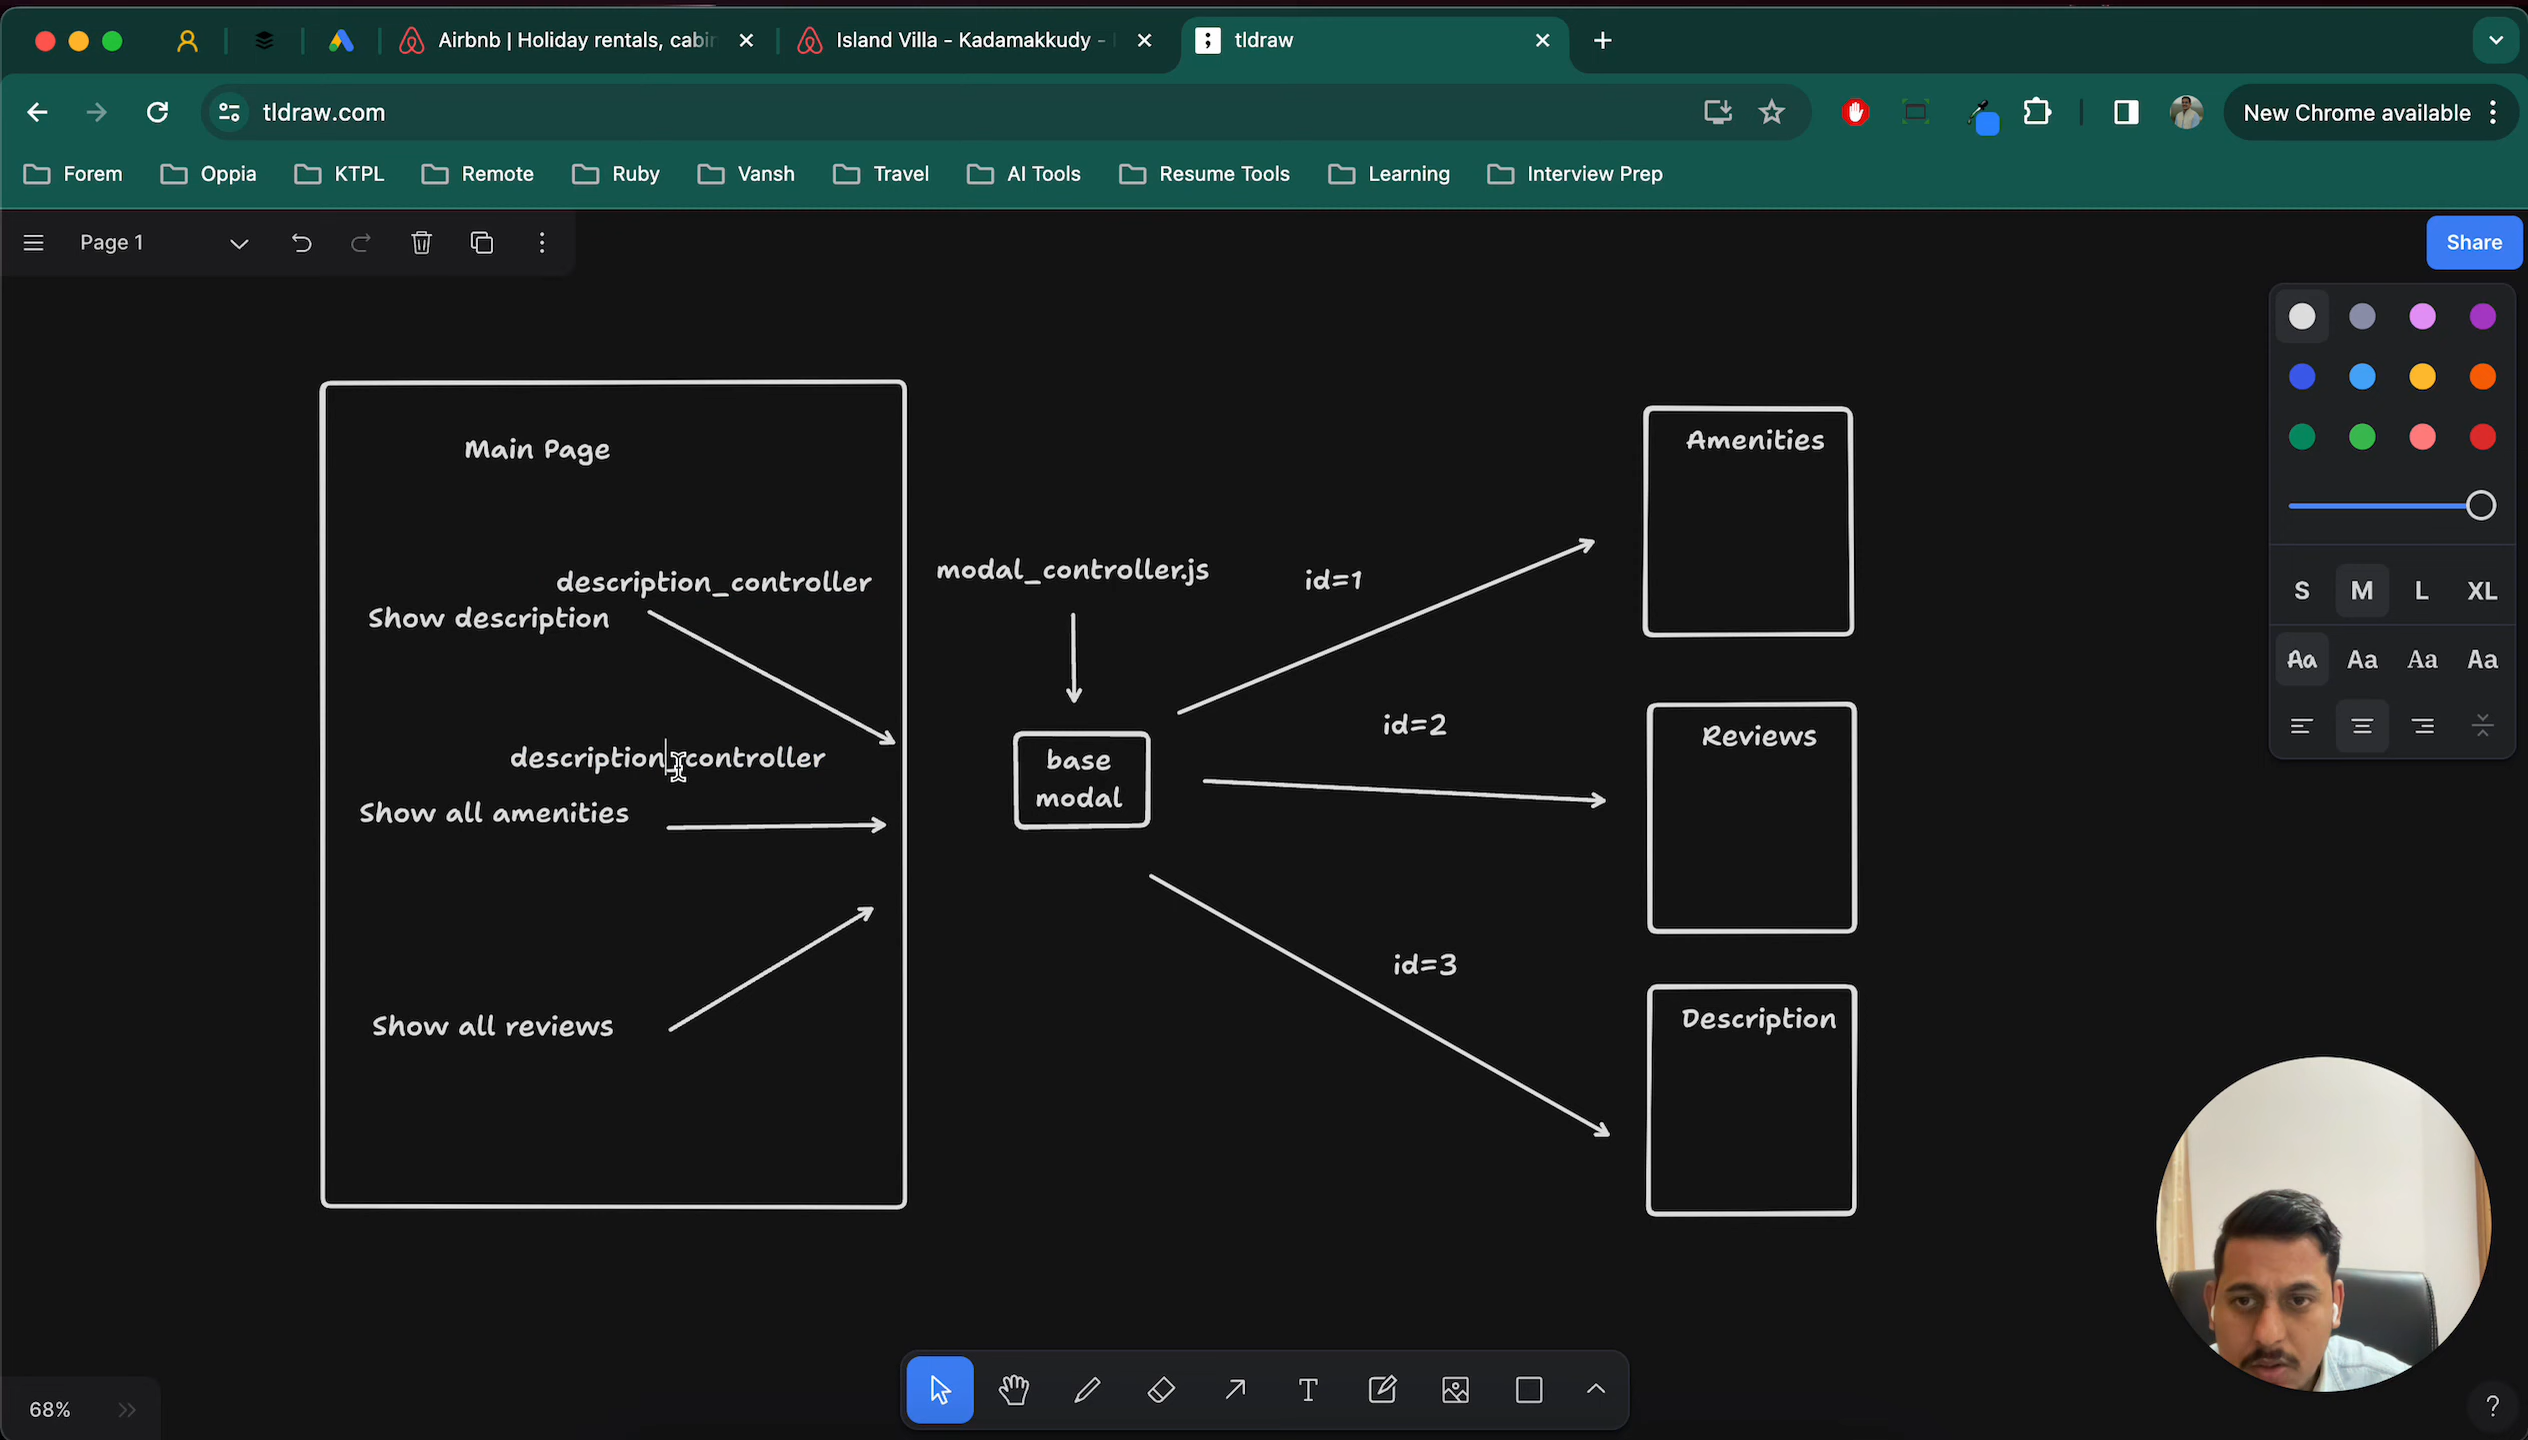 Airbnb | Holiday rentals, cabin
Island Villa - Kadamakkudy -
tldraw
tldraw.com
New Chrome available
Forem
Oppia
KTPL
Remote
Ruby
Vansh
Travel
AI Tools
Resume Tools
Learning
Interview Prep
Page 1
Share
Main Page
description_controller
Show description
description_controller
Show all amenities
Show all reviews
modal_controller.js
base
modal
id=1
id=2
id=3
Amenities
Reviews
Description
S M L XL
Aa Aa Aa Aa
68%
?